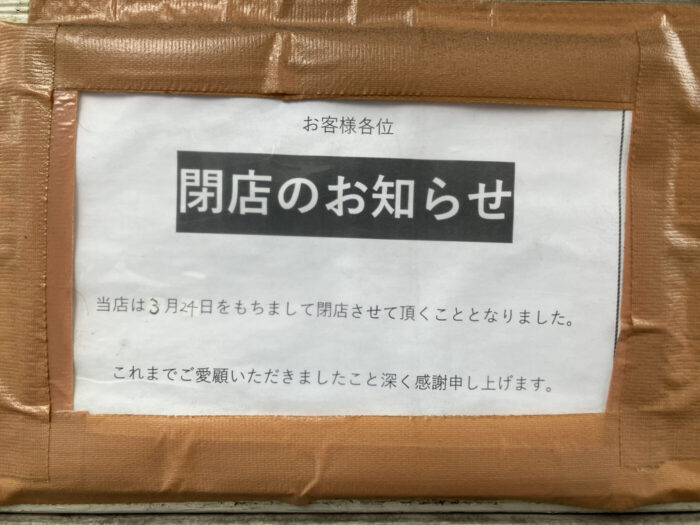 お客様各位
閉店のお知らせ
当店は3月24日をもちまして閉店させて頂くこととなりました。
これまでご愛顧いただきましたこと深く感謝申し上げます。